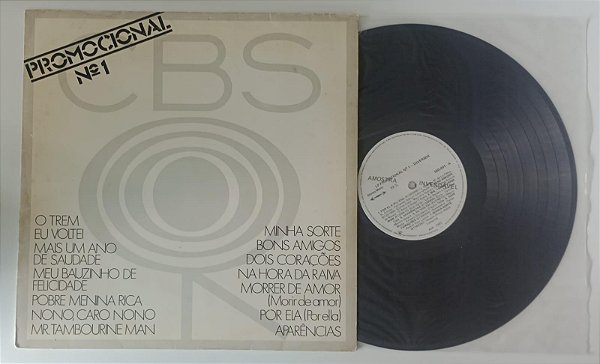 PROMOCIONAL
Nº1
CBS
O TREM
EU VOLTEI
MAIS UM ANO
DE SAUDADE
MEU BAUZINHO DE
FELICIDADE
POBRE MENINA RICA
NONO, CARO NONO
MR. TAMBOURINE MAN
MINHA SORTE
BONS AMIGOS
DOIS CORAÇÕES
NA HORA DA RAIVA
MORRER DE AMOR
(Morir de amor)
POR ELA (Por ella)
APARÊNCIAS
AMOSTRA
INVENDÁVEL